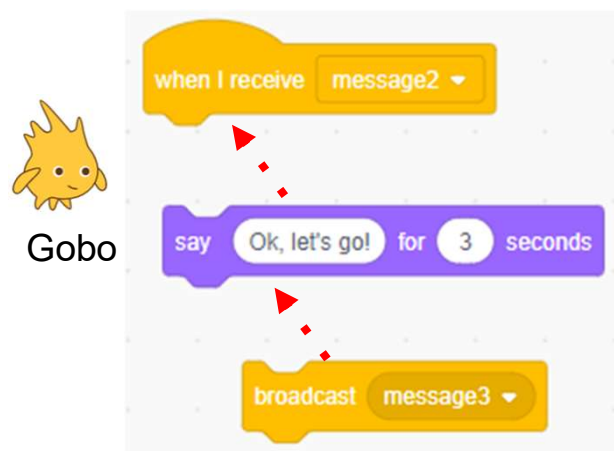 when I receive message2
Gobo
say Ok, let's go! for 3 seconds
broadcast message3